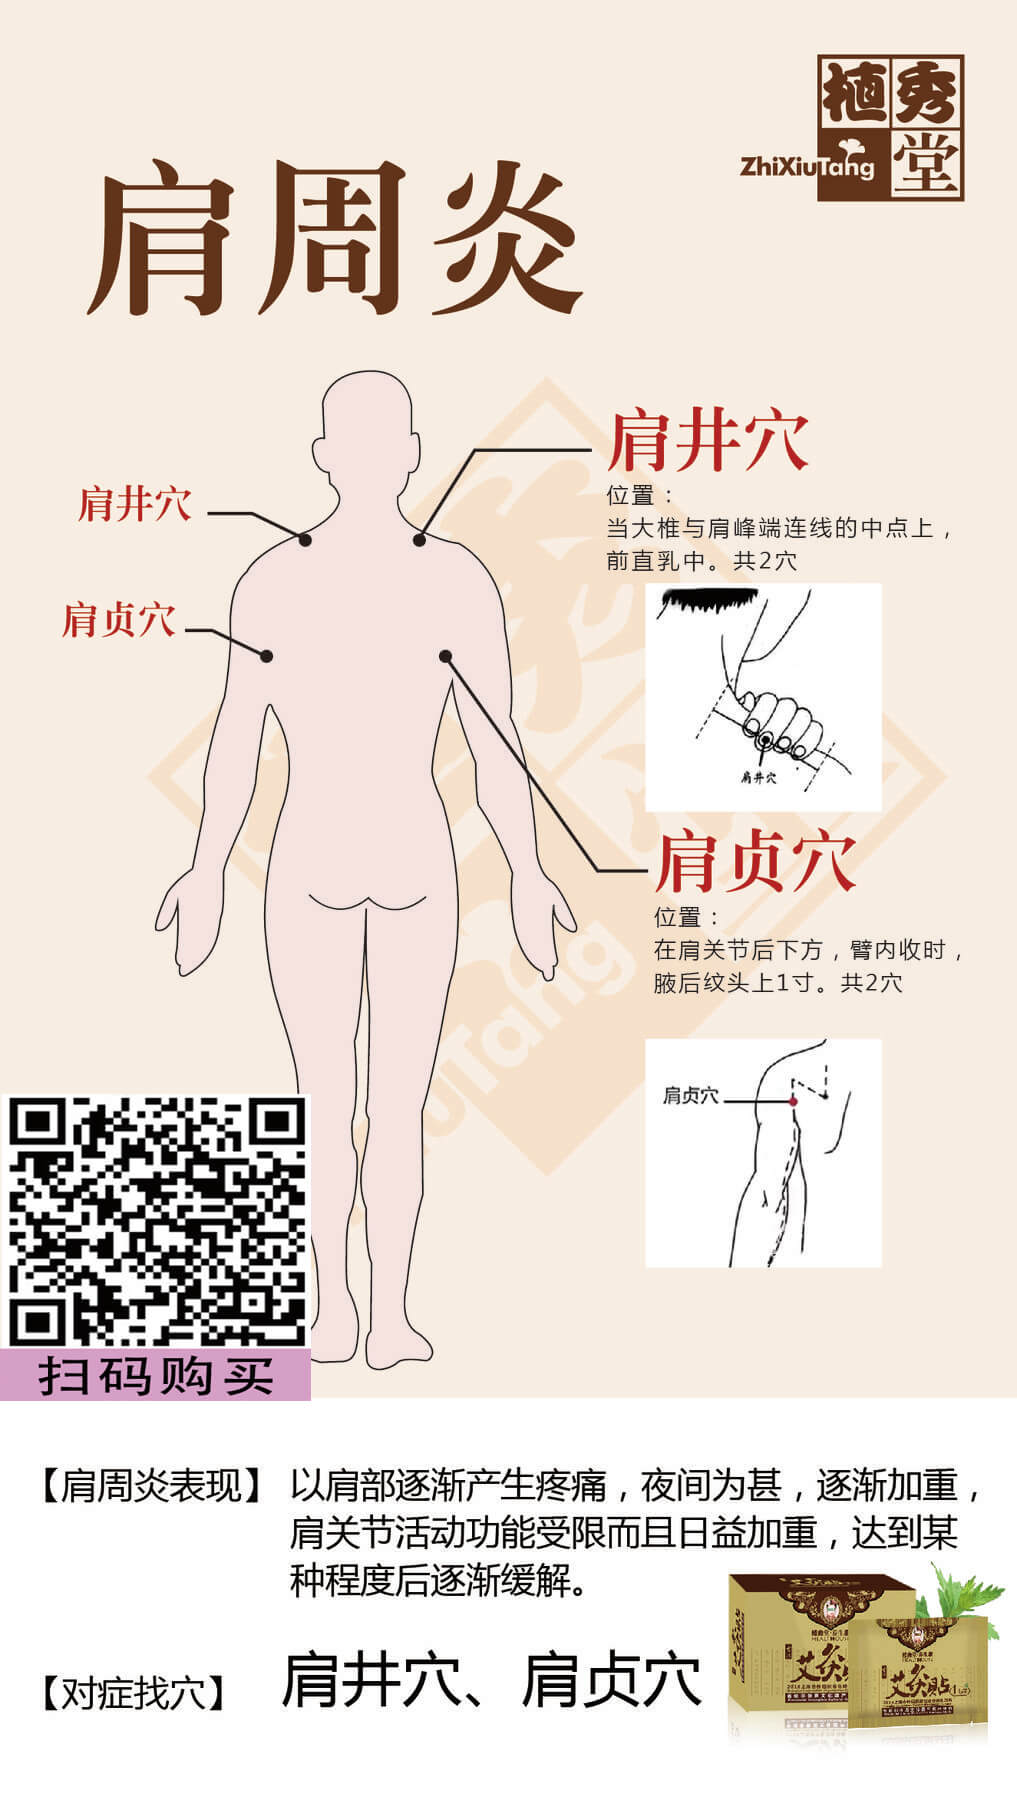 植秀堂
ZhiXiuTang
肩周炎
肩井穴
肩贞穴
肩井穴
位置：
当大椎与肩峰端连线的中点上，
前直乳中。共2穴
肩井穴
肩贞穴
位置：
在肩关节后下方，臂内收时，
腋后纹头上1寸。共2穴
肩贞穴
扫码购买
【肩周炎表现】 以肩部逐渐产生疼痛，夜间为甚，逐渐加重，
肩关节活动功能受限而且日益加重，达到某
种程度后逐渐缓解。
【对症找穴】 肩井穴、肩贞穴
艾灸贴
艾灸貼